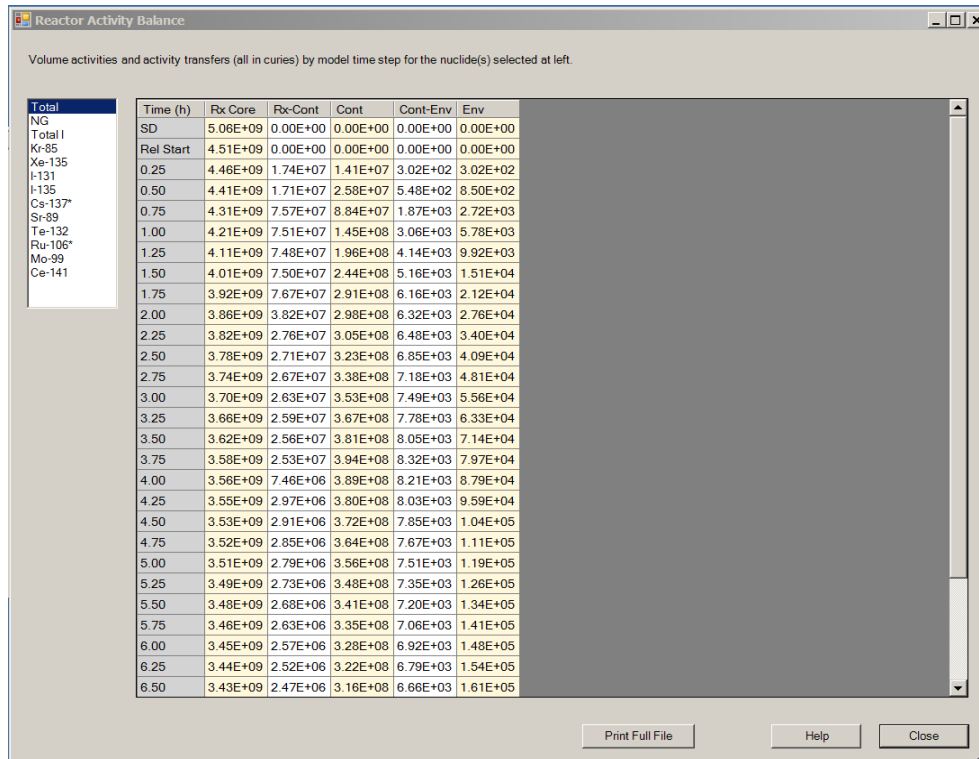 Reactor Activity Balance
Volume activities and activity transfers (all in curies) by model time step for the nuclide(s) selected at left.
Total
NG
Total I
Kr-85
Xe-135
I-131
I-135
Cs-137*
Sr-89
Te-132
Ru-106*
Mo-99
Ce-141
Time (h) Rx Core Rx-Cont Cont Cont-Env Env
SD 5.06E+09 0.00E+00 0.00E+00 0.00E+00 0.00E+00
Rel Start 4.51E+09 0.00E+00 0.00E+00 0.00E+00 0.00E+00
0.25 4.46E+09 1.74E+07 1.41E+07 3.02E+02 3.02E+02
0.50 4.41E+09 1.71E+07 2.58E+07 5.48E+02 8.50E+02
0.75 4.31E+09 7.57E+07 8.84E+07 1.87E+03 2.72E+03
1.00 4.21E+09 7.51E+07 1.45E+08 3.06E+03 5.78E+03
1.25 4.11E+09 7.48E+07 1.96E+08 4.14E+03 9.92E+03
1.50 4.01E+09 7.50E+07 2.44E+08 5.16E+03 1.51E+04
1.75 3.92E+09 7.67E+07 2.91E+08 6.16E+03 2.12E+04
2.00 3.86E+09 3.82E+07 2.98E+08 6.32E+03 2.76E+04
2.25 3.82E+09 2.76E+07 3.05E+08 6.48E+03 3.40E+04
2.50 3.78E+09 2.71E+07 3.23E+08 6.85E+03 4.09E+04
2.75 3.74E+09 2.67E+07 3.38E+08 7.18E+03 4.81E+04
3.00 3.70E+09 2.63E+07 3.53E+08 7.49E+03 5.56E+04
3.25 3.66E+09 2.59E+07 3.67E+08 7.78E+03 6.33E+04
3.50 3.62E+09 2.56E+07 3.81E+08 8.05E+03 7.14E+04
3.75 3.58E+09 2.53E+07 3.94E+08 8.32E+03 7.97E+04
4.00 3.56E+09 7.46E+06 3.89E+08 8.21E+03 8.79E+04
4.25 3.55E+09 2.97E+06 3.80E+08 8.03E+03 9.59E+04
4.50 3.53E+09 2.91E+06 3.72E+08 7.85E+03 1.04E+05
4.75 3.52E+09 2.85E+06 3.64E+08 7.67E+03 1.11E+05
5.00 3.51E+09 2.79E+06 3.56E+08 7.51E+03 1.19E+05
5.25 3.49E+09 2.73E+06 3.48E+08 7.35E+03 1.26E+05
5.50 3.48E+09 2.68E+06 3.41E+08 7.20E+03 1.34E+05
5.75 3.46E+09 2.63E+06 3.35E+08 7.06E+03 1.41E+05
6.00 3.45E+09 2.57E+06 3.28E+08 6.92E+03 1.48E+05
6.25 3.44E+09 2.52E+06 3.22E+08 6.79E+03 1.54E+05
6.50 3.43E+09 2.47E+06 3.16E+08 6.66E+03 1.61E+05
Print Full File Help Close